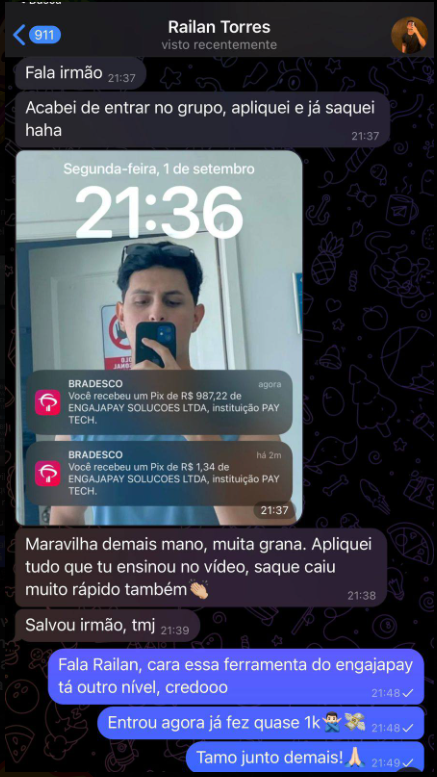 911
Railan Torres
visto recentemente
Fala irmão 21:37
Acabei de entrar no grupo, apliquei e já saquei
haha
21:37
Segunda-feira, 1 de setembro
21:36
BRADESCO agora
Você recebeu um Pix de R$ 987,22 de
ENGAJAPAY SOLUCOES LTDA, instituição PAY
TECH.
BRADESCO há 2m
Você recebeu um Pix de R$ 1,34 de
ENGAJAPAY SOLUCOES LTDA, instituição PAY
TECH.
21:37
Maravilha demais mano, muita grana. Apliquei
tudo que tu ensinou no vídeo, saque caiu
muito rápido também👏🏻
21:38
Salvou irmão, tmj 21:39
Fala Railan, cara essa ferramenta do engajapay
tá outro nível, credooo
21:48
Entrou agora já fez quase 1k🙅🏻‍♂️💸 21:48
Tamo junto demais!🙏🏻 21:49